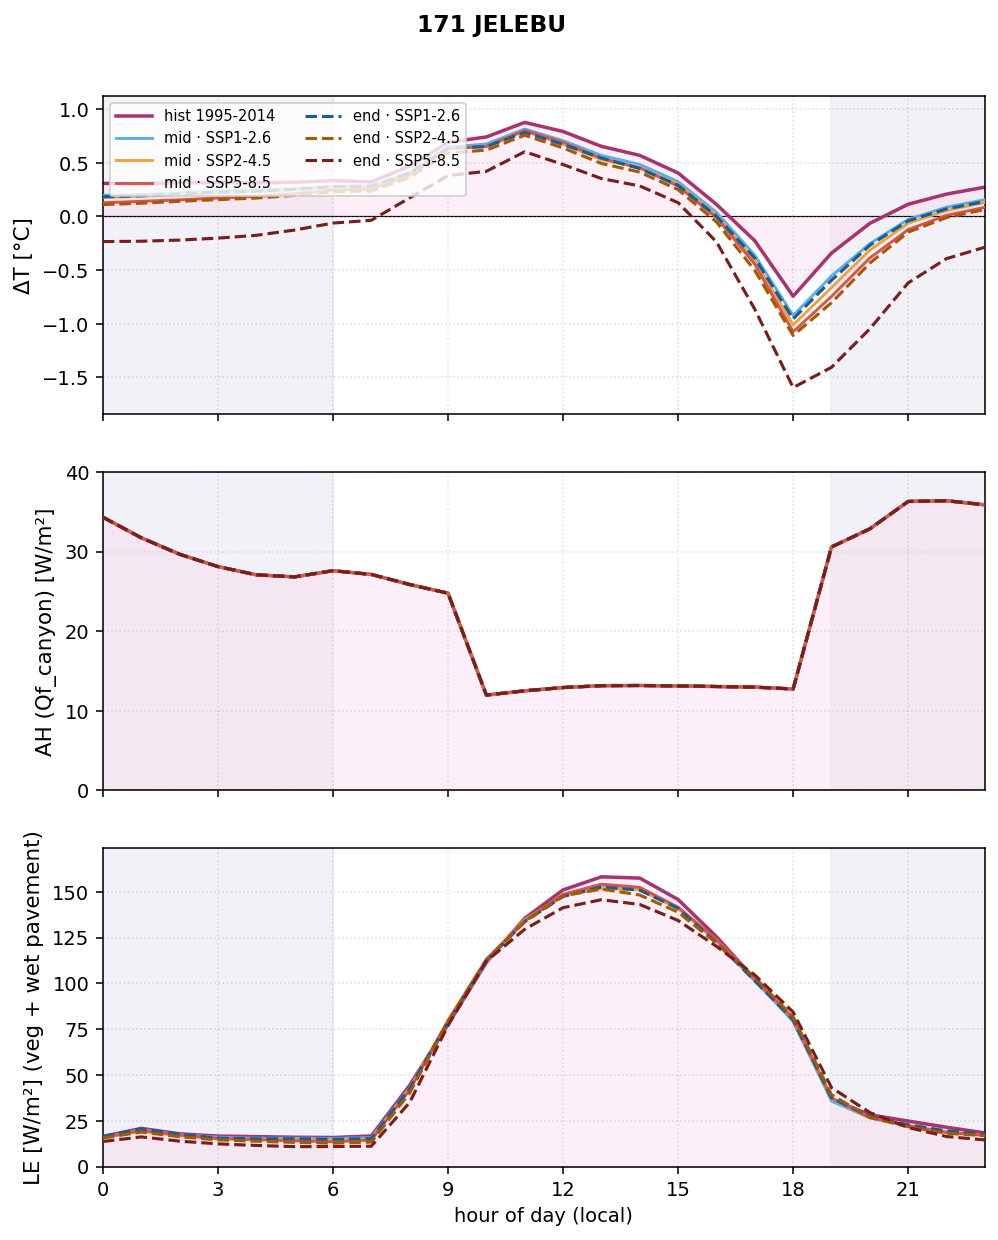 171 JELEBU
hist 1995-2014
mid · SSP1-2.6
mid · SSP2-4.5
mid · SSP5-8.5
end · SSP1-2.6
end · SSP2-4.5
end · SSP5-8.5
ΔT [°C]
1.0
0.5
0.0
−0.5
−1.0
−1.5
AH (Qf_canyon) [W/m²]
40
30
20
10
0
LE [W/m²] (veg + wet pavement)
150
125
100
75
50
25
0
0 3 6 9 12 15 18 21
hour of day (local)